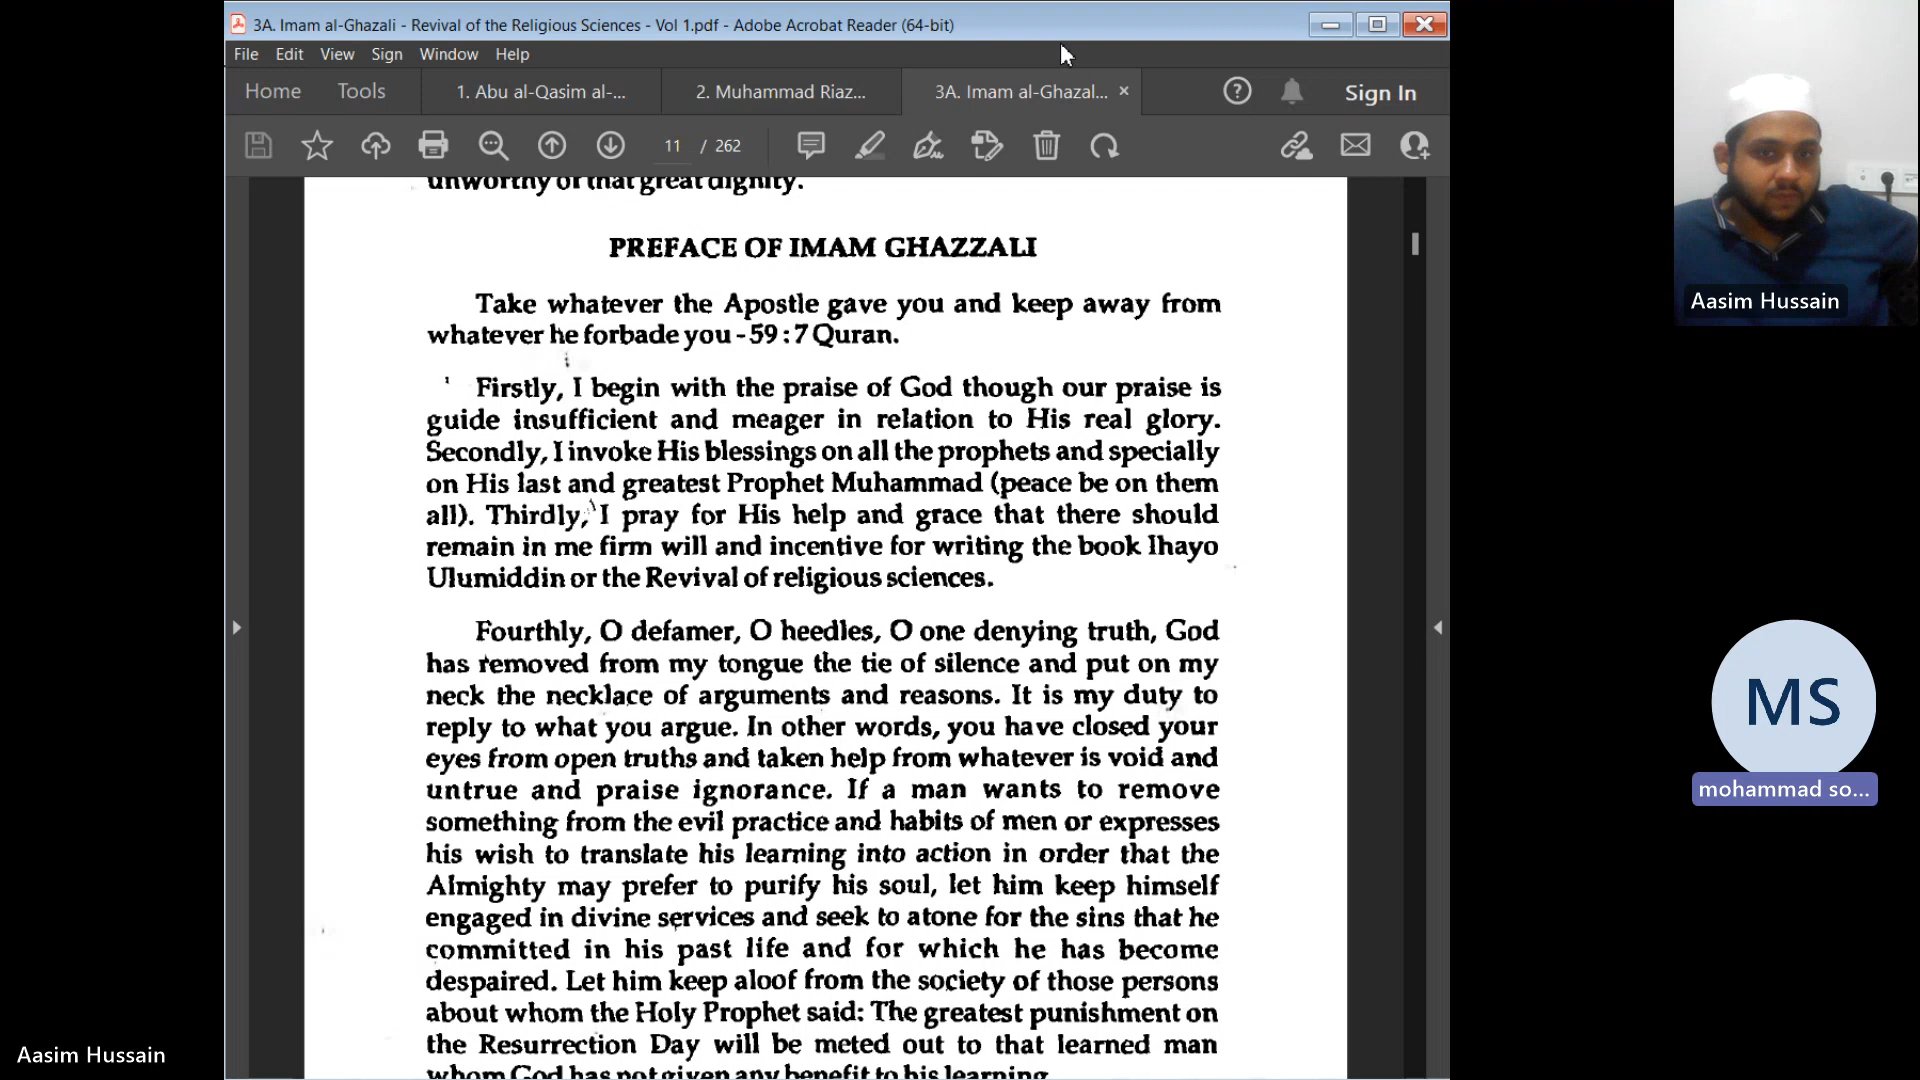 3A. Imam al-Ghazali - Revival of the Religious Sciences - Vol 1.pdf - Adobe Acrobat Reader (64-bit)
File Edit View Sign Window Help
Home Tools 1. Abu al-Qasim al-... 2. Muhammad Riaz... 3A. Imam al-Ghazal... × Sign In
11 / 262
unworthy of that great dignity.
PREFACE OF IMAM GHAZZALI
Take whatever the Apostle gave you and keep away from
whatever he forbade you - 59 : 7 Quran.
Firstly, I begin with the praise of God though our praise is
guide insufficient and meager in relation to His real glory.
Secondly, I invoke His blessings on all the prophets and specially
on His last and greatest Prophet Muhammad (peace be on them
all). Thirdly, I pray for His help and grace that there should
remain in me firm will and incentive for writing the book Ihayo
Ulumiddin or the Revival of religious sciences.
Fourthly, O defamer, O heedles, O one denying truth, God
has removed from my tongue the tie of silence and put on my
neck the necklace of arguments and reasons. It is my duty to
reply to what you argue. In other words, you have closed your
eyes from open truths and taken help from whatever is void and
untrue and praise ignorance. If a man wants to remove
something from the evil practice and habits of men or expresses
his wish to translate his learning into action in order that the
Almighty may prefer to purify his soul, let him keep himself
engaged in divine services and seek to atone for the sins that he
committed in his past life and for which he has become
despaired. Let him keep aloof from the society of those persons
about whom the Holy Prophet said: The greatest punishment on
the Resurrection Day will be meted out to that learned man
whom God has not given any benefit to his learning.
Aasim Hussain
MS
mohammad so...
Aasim Hussain